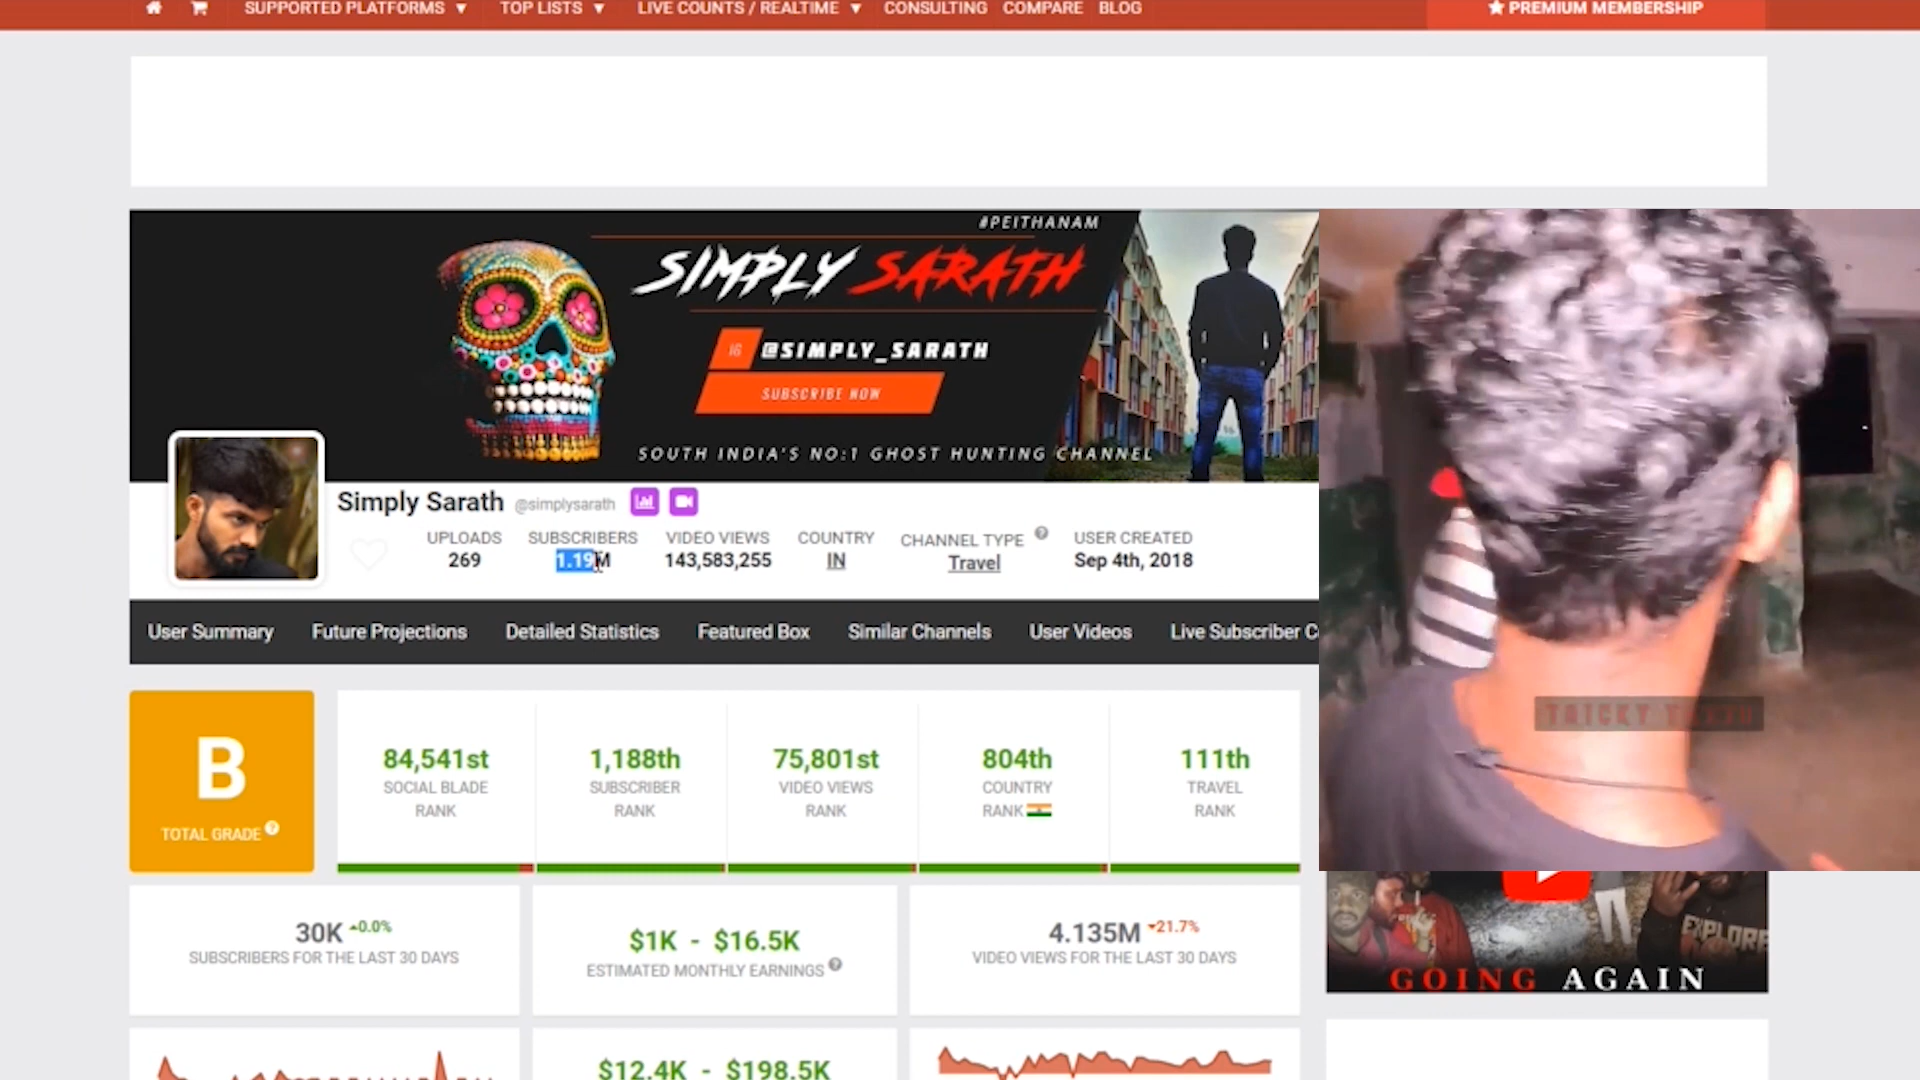 SUPPORTED PLATFORMS ▼ TOP LISTS ▼ LIVE COUNTS / REALTIME ▼ CONSULTING COMPARE BLOG ★ PREMIUM MEMBERSHIP
#PEITHANAM
SIMPLY SARATH
IG @SIMPLY_SARATH
SUBSCRIBE NOW
SOUTH INDIA'S NO:1 GHOST HUNTING CHANNEL
Simply Sarath @simplysarath
UPLOADS SUBSCRIBERS VIDEO VIEWS COUNTRY CHANNEL TYPE USER CREATED
269 1.19M 143,583,255 IN Travel Sep 4th, 2018
User Summary Future Projections Detailed Statistics Featured Box Similar Channels User Videos Live Subscriber
B
TOTAL GRADE
84,541st
SOCIAL BLADE
RANK
1,188th
SUBSCRIBER
RANK
75,801st
VIDEO VIEWS
RANK
804th
COUNTRY
RANK
111th
TRAVEL
RANK
30K 0.0%
SUBSCRIBERS FOR THE LAST 30 DAYS
$1K - $16.5K
ESTIMATED MONTHLY EARNINGS
4.135M 21.7%
VIDEO VIEWS FOR THE LAST 30 DAYS
$12.4K - $198.5K
EXPLORE
GOING AGAIN